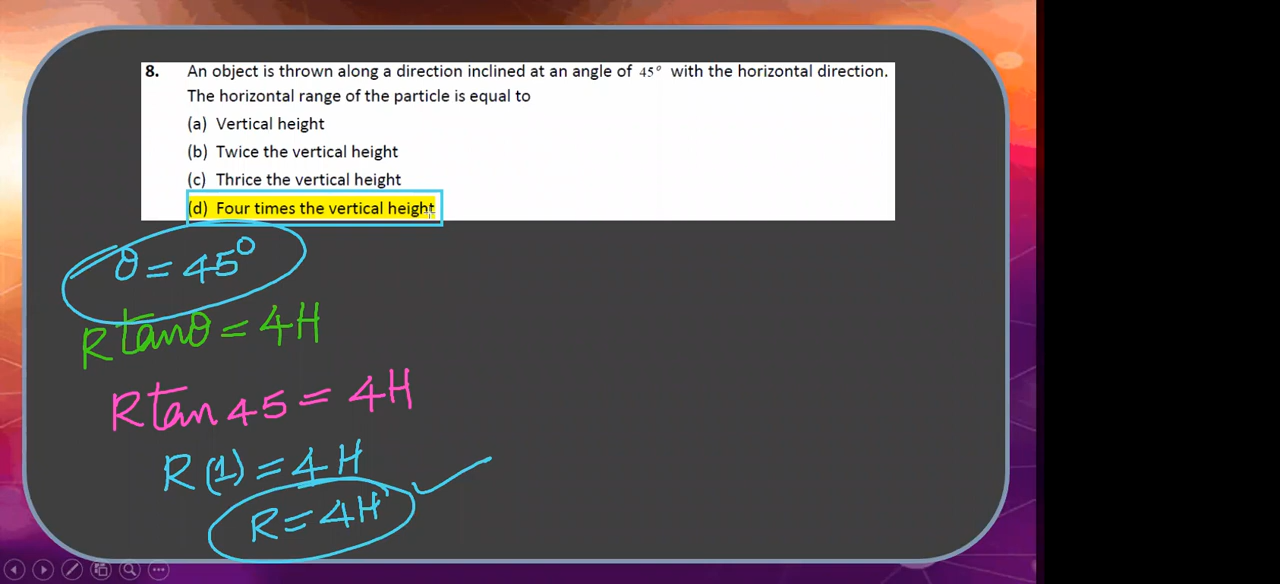 8. An object is thrown along a direction inclined at an angle of 45° with the horizontal direction.
The horizontal range of the particle is equal to
(a) Vertical height
(b) Twice the vertical height
(c) Thrice the vertical height
(d) Four times the vertical height
θ = 45°
R tanθ = 4H
R tan 45 = 4H
R (1) = 4H
R = 4H